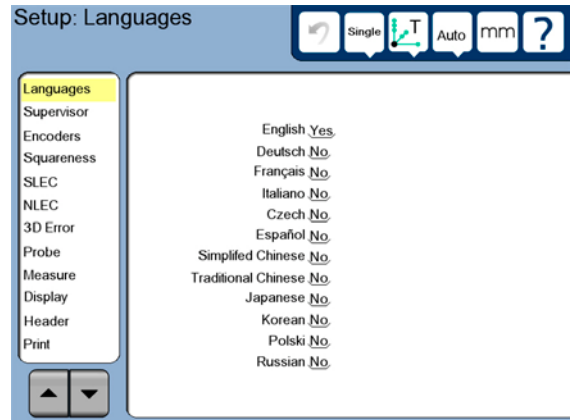 Setup: Languages
Single
T
Auto
mm
?
Languages
Supervisor
Encoders
Squareness
SLEC
NLEC
3D Error
Probe
Measure
Display
Header
Print
English Yes
Deutsch No
Français No
Italiano No
Czech No
Español No
Simplifed Chinese No
Traditional Chinese No
Japanese No
Korean No
Polski No
Russian No